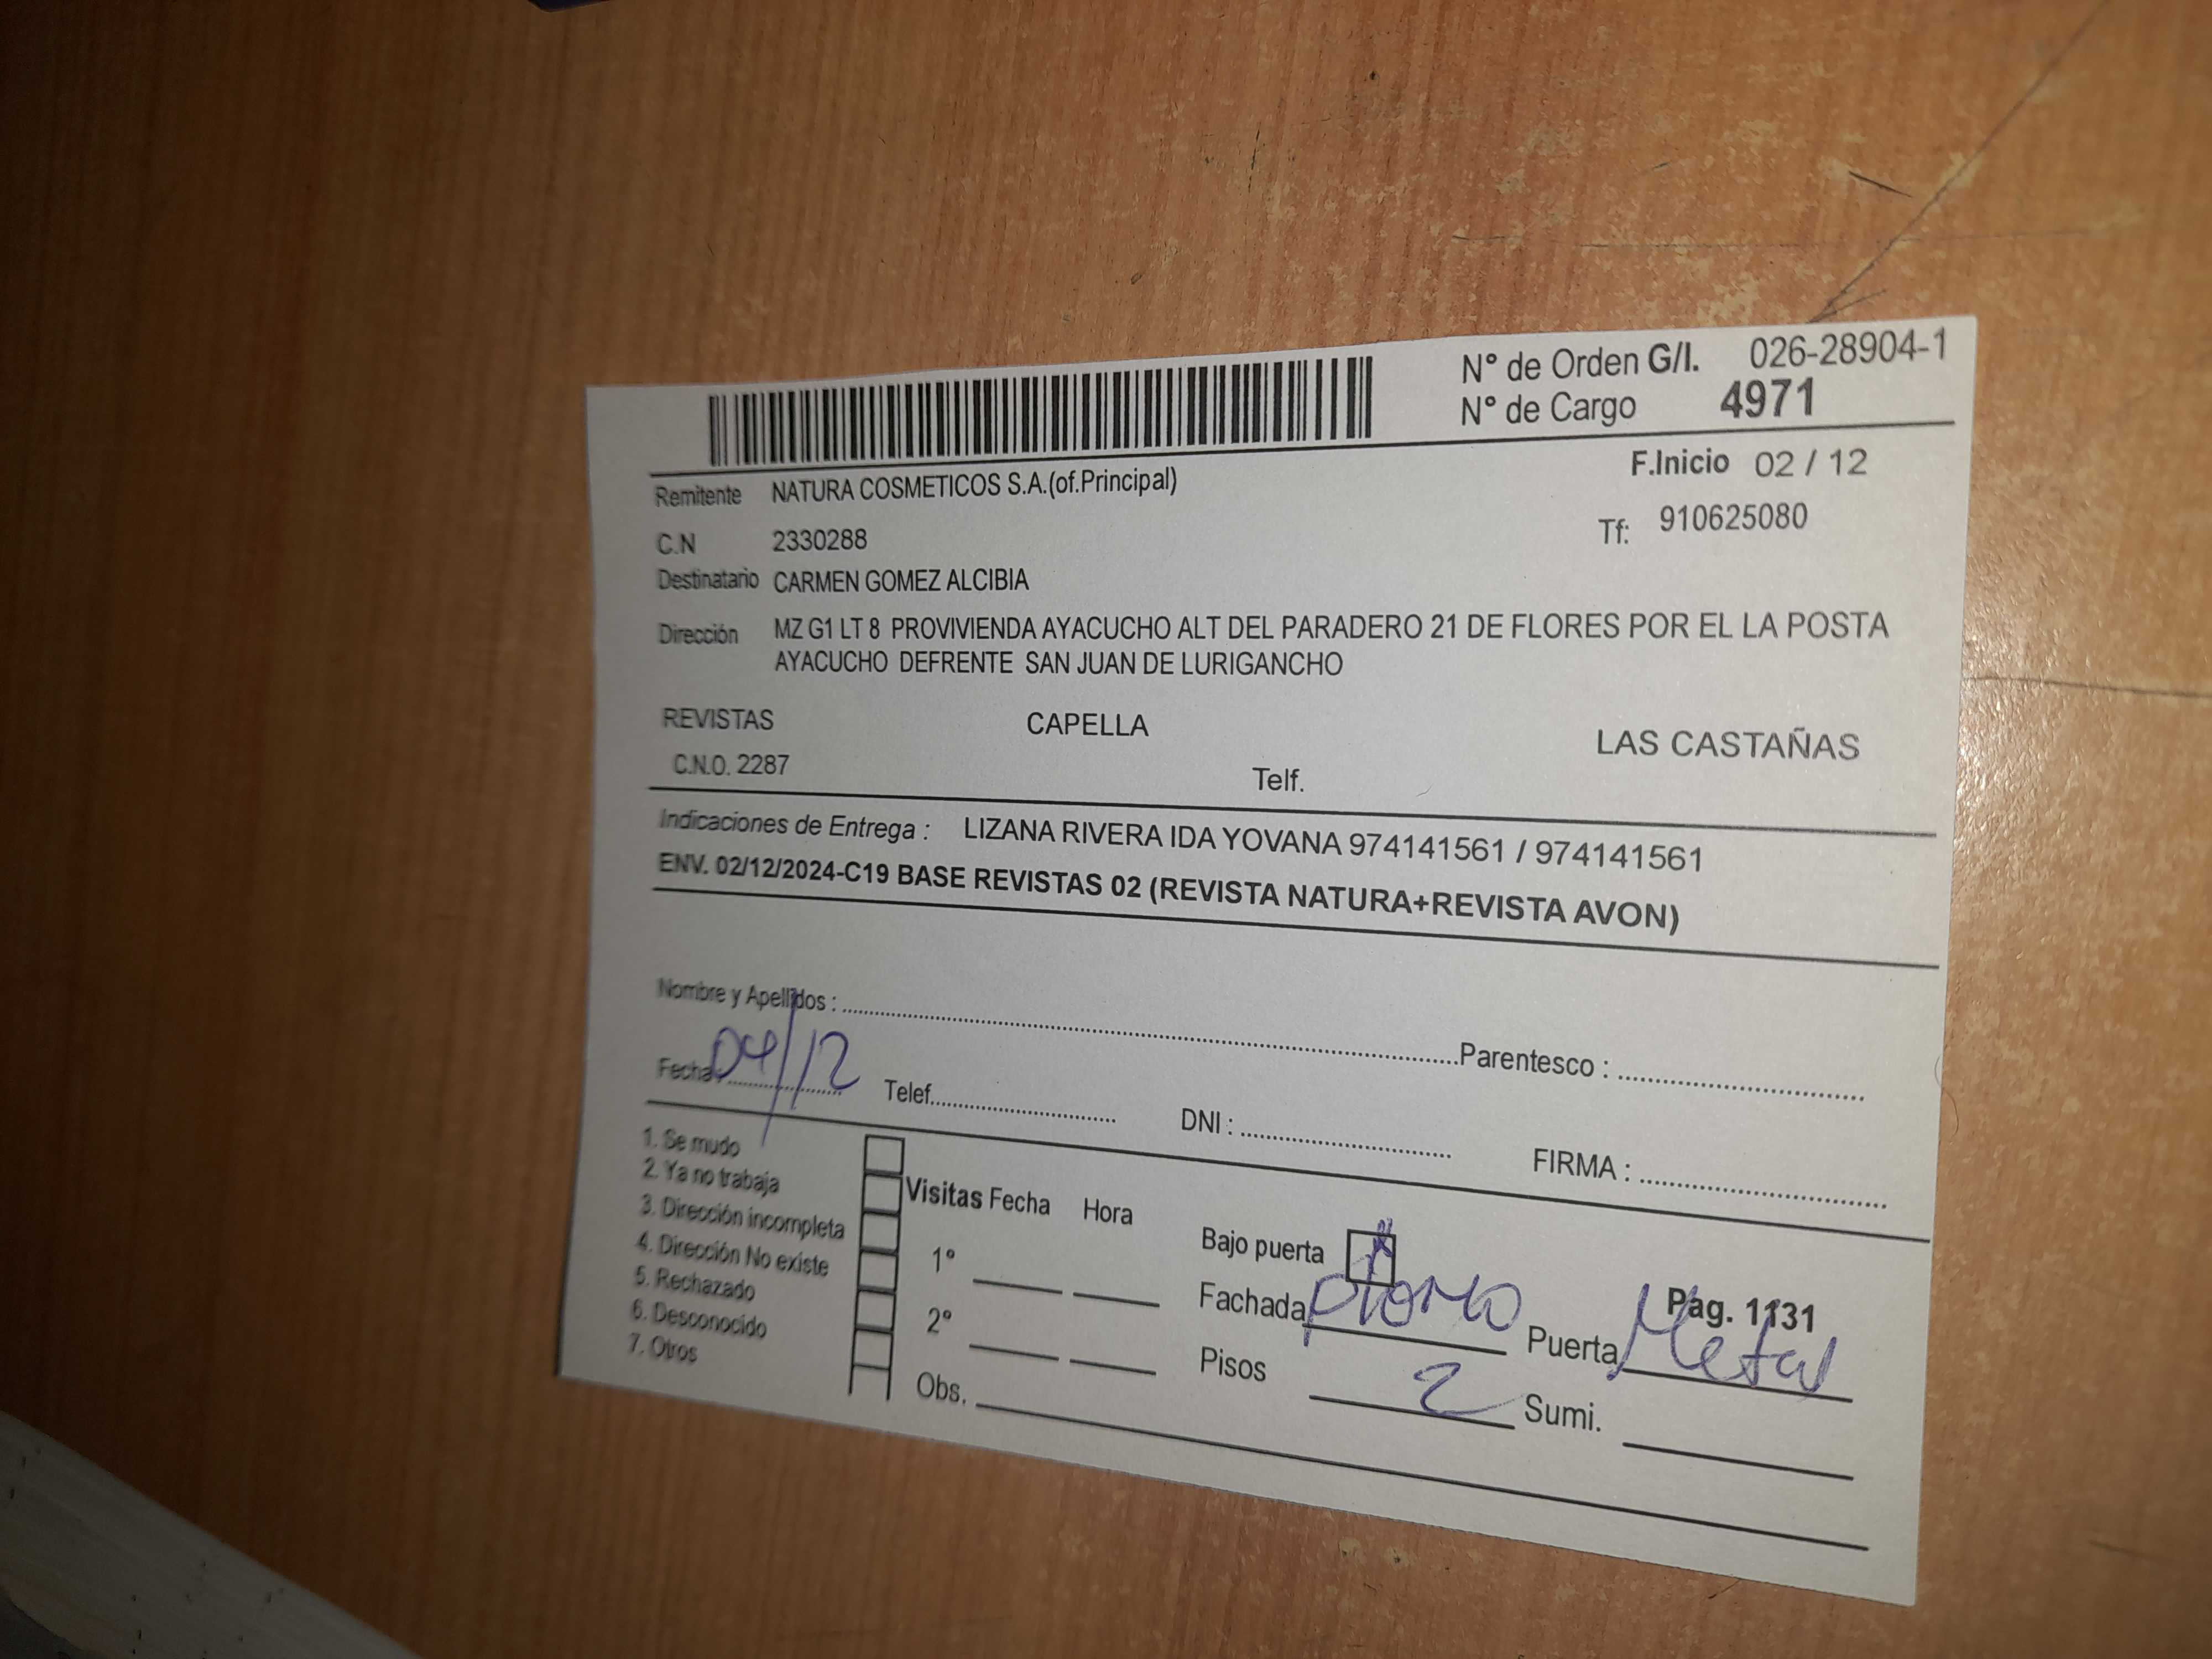 N° de Orden G/I. 026-28904-1
N° de Cargo 4971
F.Inicio 02 / 12
Remitente NATURA COSMETICOS S.A.(of.Principal)
Tf: 910625080
C.N 2330288
Destinatario CARMEN GOMEZ ALCIBIA
Dirección MZ G1 LT 8 PROVIVIENDA AYACUCHO ALT DEL PARADERO 21 DE FLORES POR EL LA POSTA
AYACUCHO DEFRENTE SAN JUAN DE LURIGANCHO
REVISTAS CAPELLA LAS CASTAÑAS
C.N.O. 2287 Telf.
Indicaciones de Entrega : LIZANA RIVERA IDA YOVANA 974141561 / 974141561
ENV. 02/12/2024-C19 BASE REVISTAS 02 (REVISTA NATURA+REVISTA AVON)
Nombre y Apellidos : Parentesco :
Fecha 04/12 Telef. DNI : FIRMA :
1. Se mudo
2. Ya no trabaja
3. Dirección incompleta
4. Dirección No existe
5. Rechazado
6. Desconocido
7. Otros
Visitas Fecha Hora
1°
2°
Obs.
Bajo puerta X
Pag. 1131
Fachada plomo Puerta Metal
Pisos 2 Sumi.